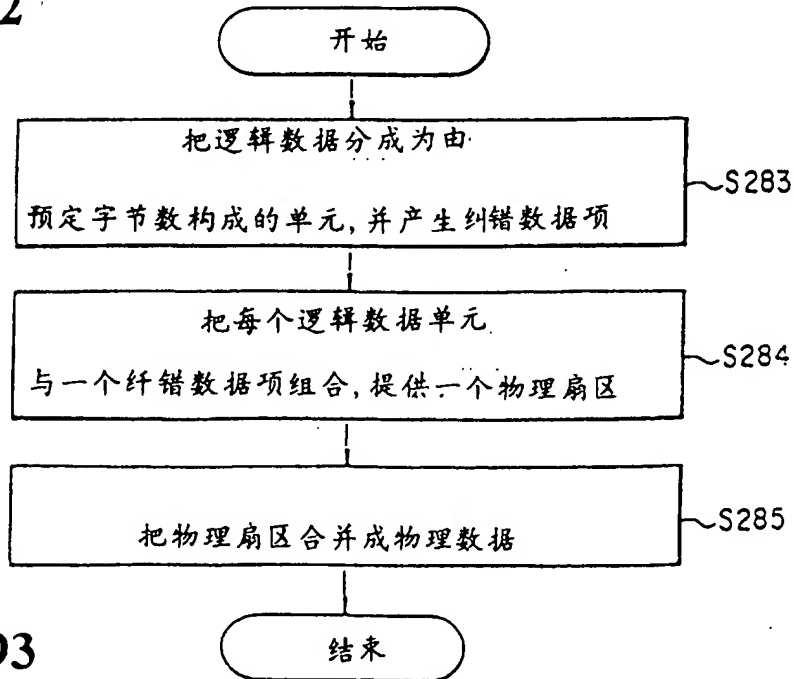 2
开始
把逻辑数据分成为由
预定字节数构成的单元,并产生纠错数据项
S283
把每个逻辑数据单元
与一个纤错数据项组合,提供一个物理扇区
S284
把物理扇区合并成物理数据
S285
结束
93